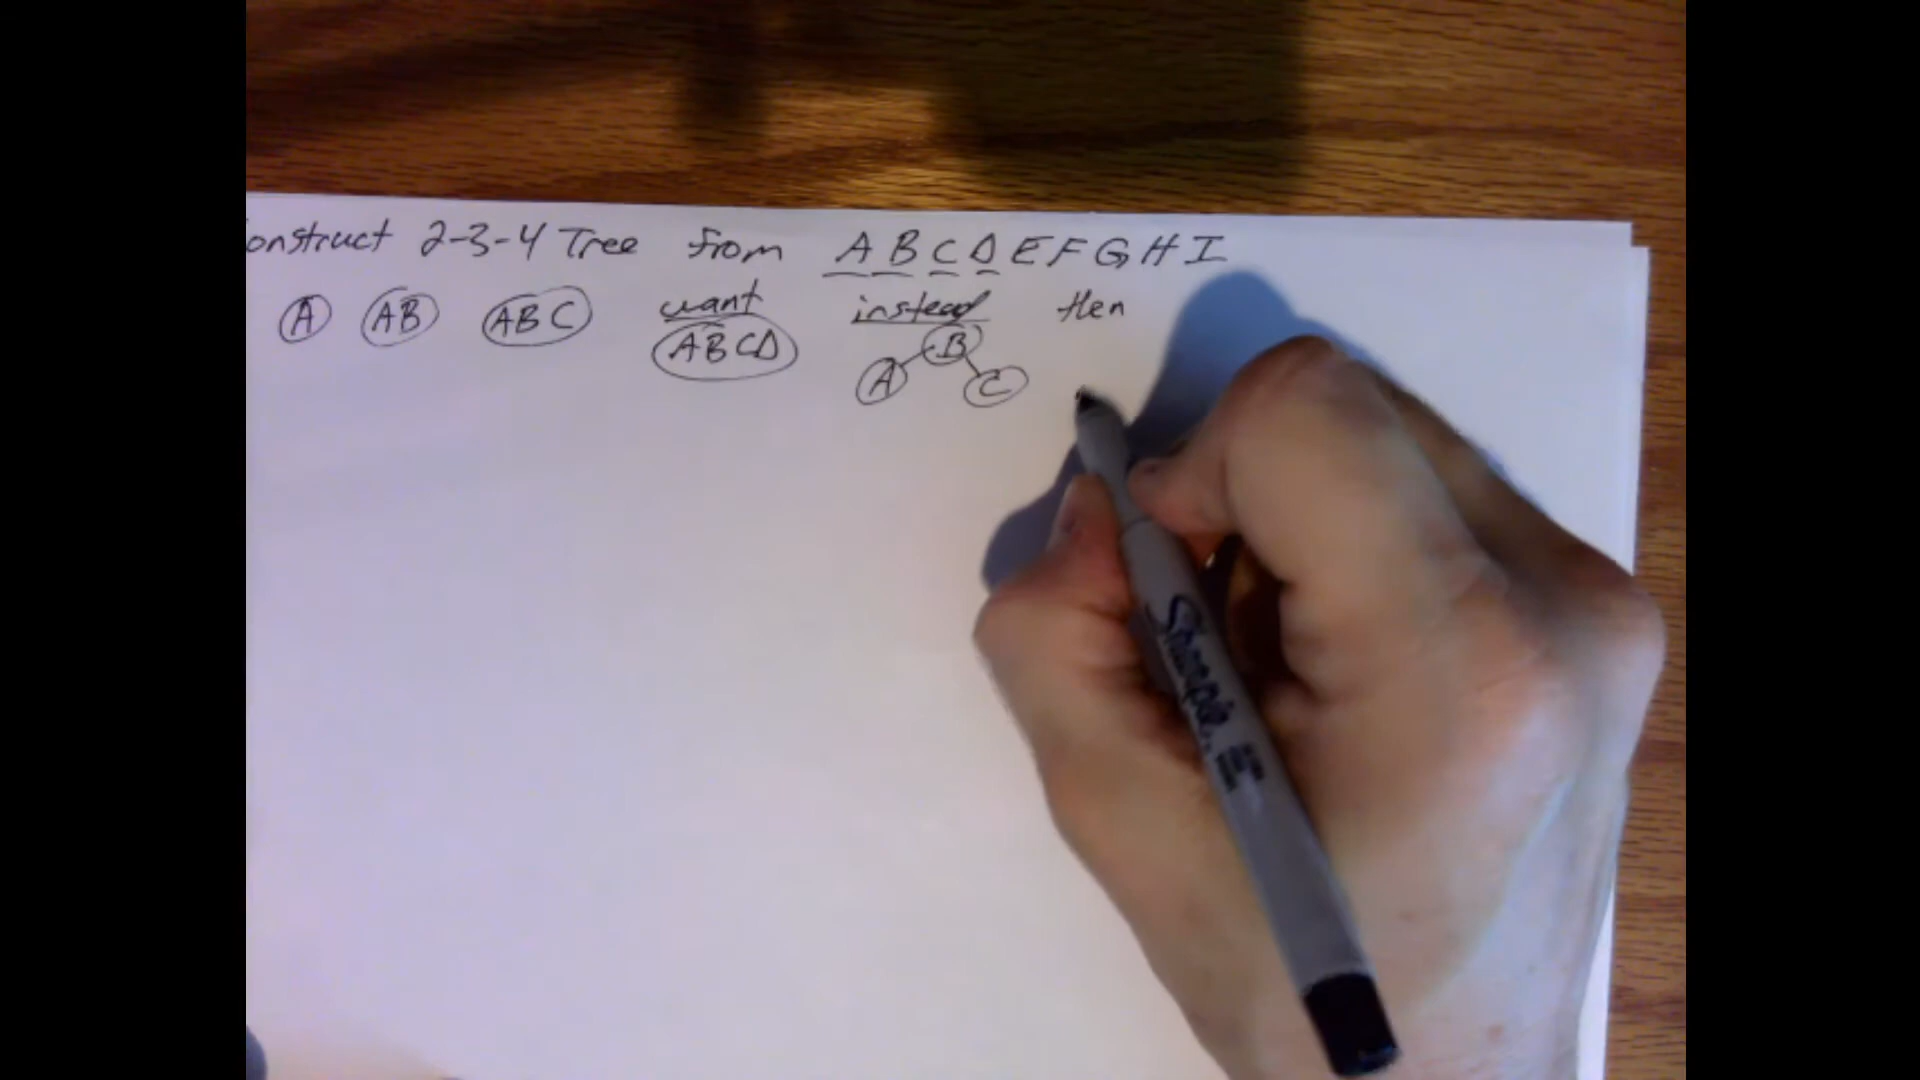 onstruct 2-3-4 Tree from A B C D E F G H I
A AB ABC want instead then
ABCD B
A C
Sharpie